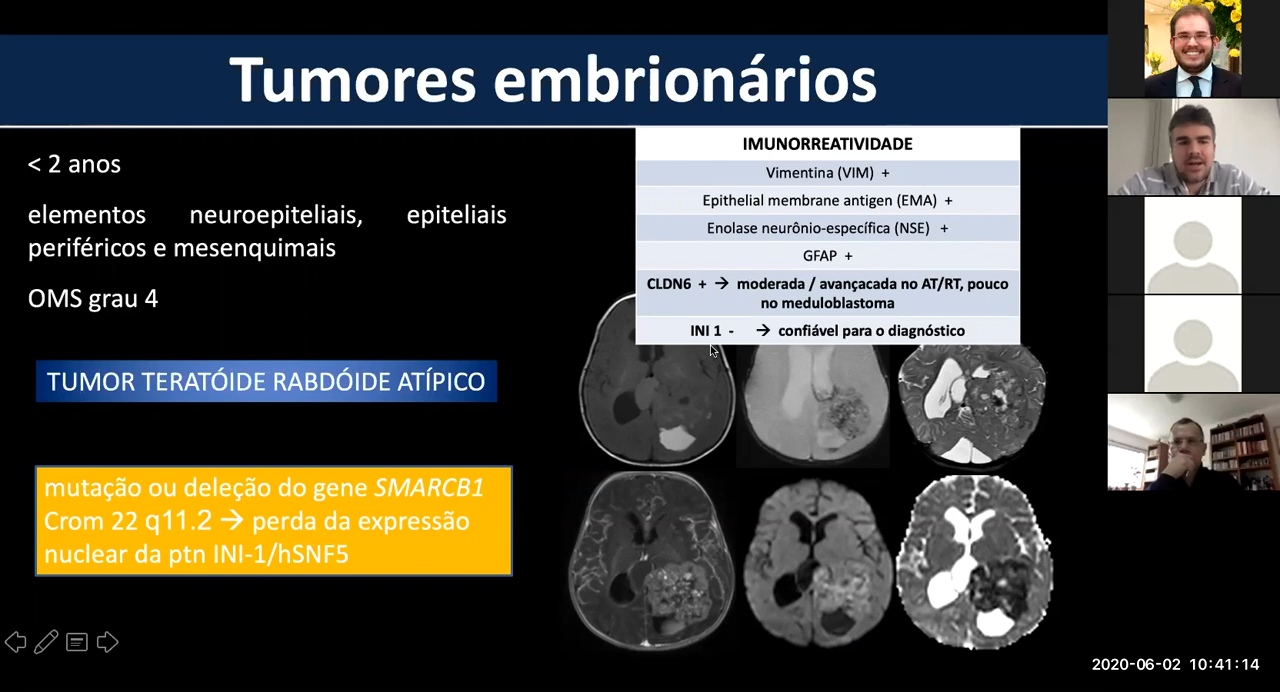 Tumores embrionários
< 2 anos
elementos neuroepiteliais, epiteliais
periféricos e mesenquimais
OMS grau 4
TUMOR TERATÓIDE RABDÓIDE ATÍPICO
mutação ou deleção do gene SMARCB1
Crom 22 q11.2 → perda da expressão
nuclear da ptn INI-1/hSNF5
IMUNORREATIVIDADE
Vimentina (VIM) +
Epithelial membrane antigen (EMA) +
Enolase neurônio-específica (NSE) +
GFAP +
CLDN6 + → moderada / avançacada no AT/RT, pouco
no meduloblastoma
INI 1 - → confiável para o diagnóstico
2020-06-02 10:41:14